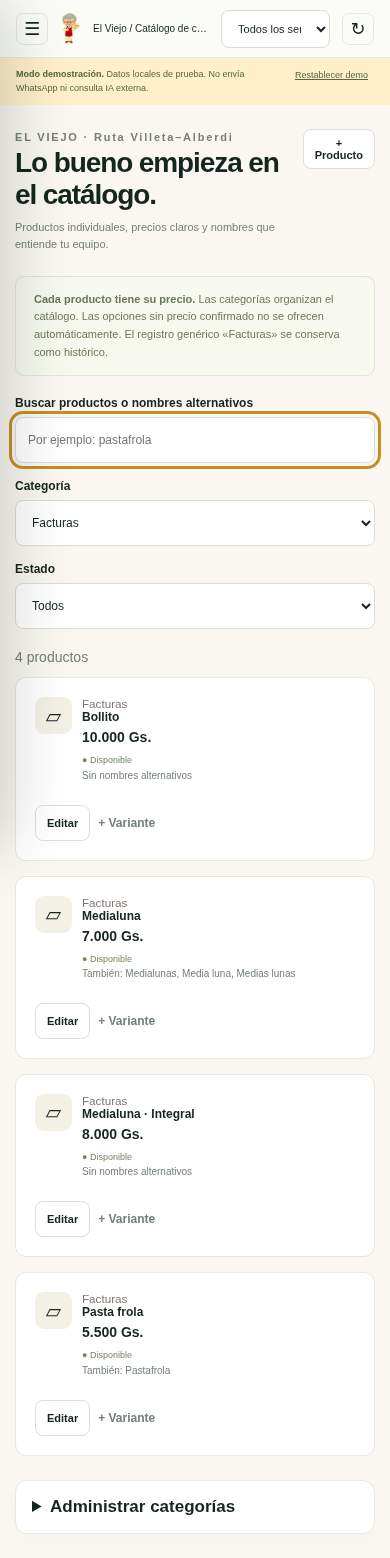 El Viejo / Catálogo de c...
Modo demostración. Datos locales de prueba. No envía
WhatsApp ni consulta IA externa.
Restablecer demo
EL VIEJO · Ruta Villeta–Alberdi
Lo bueno empieza en
el catálogo.
+
Producto
Productos individuales, precios claros y nombres que
entiende tu equipo.
Cada producto tiene su precio. Las categorías organizan el
catálogo. Las opciones sin precio confirmado no se ofrecen
automáticamente. El registro genérico «Facturas» se conserva
como histórico.
Buscar productos o nombres alternativos
Por ejemplo: pastafrola
Categoría
Facturas
Estado
Todos
4 productos
Facturas
Bollito
10.000 Gs.
● Disponible
Sin nombres alternativos
Editar
+ Variante
Facturas
Medialuna
7.000 Gs.
● Disponible
También: Medialunas, Media luna, Medias lunas
Editar
+ Variante
Facturas
Medialuna · Integral
8.000 Gs.
● Disponible
Sin nombres alternativos
Editar
+ Variante
Facturas
Pasta frola
5.500 Gs.
● Disponible
También: Pastafrola
Editar
+ Variante
Administrar categorías